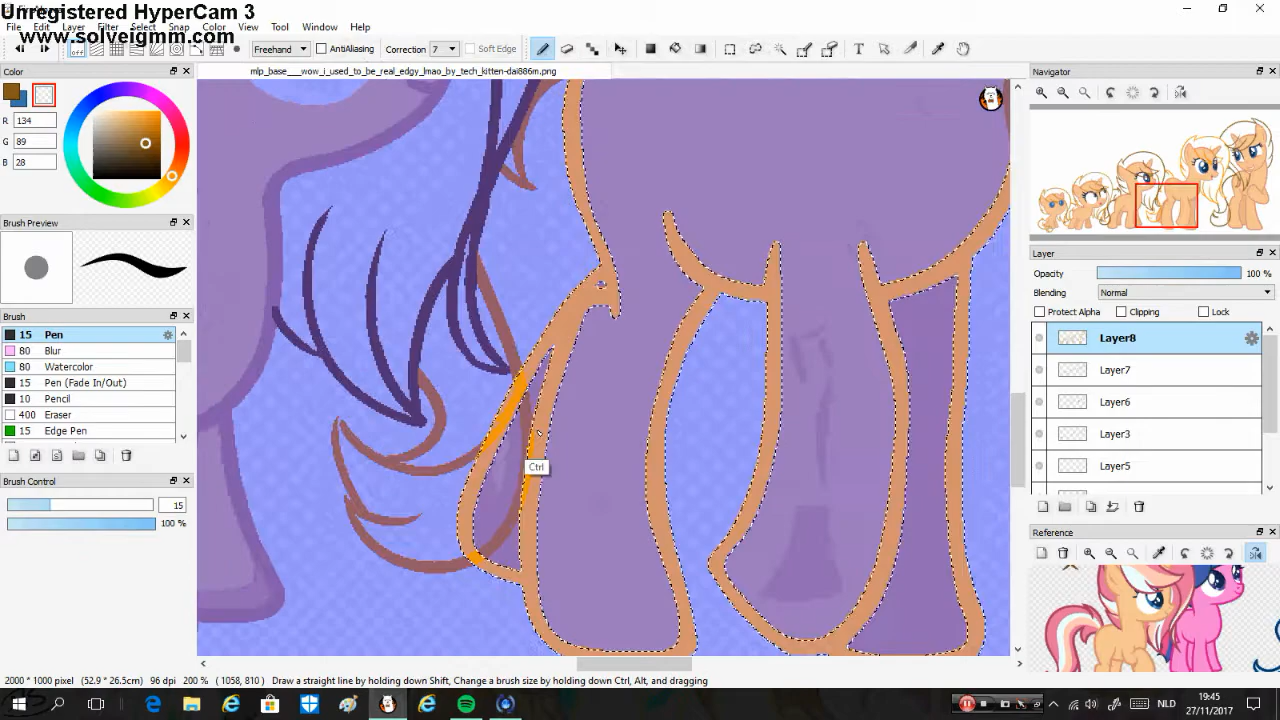 Unregistered HyperCam 3
www.solveigmm.com
File Edit Layer Filter Select Snap Color View Tool Window Help
off Freehand AntiAliasing Correction 7 Soft Edge T
mlp_base___wow_i_used_to_be_real_edgy_lmao_by_tech_kitten-dai886m.png
Color
R 134
G 89
B 28
Brush Preview
Brush
15 Pen
80 Blur
80 Watercolor
15 Pen (Fade In/Out)
10 Pencil
400 Eraser
15 Edge Pen
Brush Control
15
100 %
Ctrl
Navigator
Layer
Opacity 100 %
Blending Normal
Protect Alpha Clipping Lock
Layer8
Layer7
Layer6
Layer3
Layer5
Reference
2000 * 1000 pixel (52.9 * 26.5cm) 96 dpi 200 % ( 1058, 810 ) Draw a straight line by holding down Shift, Change a brush size by holding down Ctrl, Alt, and dragging
NLD
19:45
27/11/2017